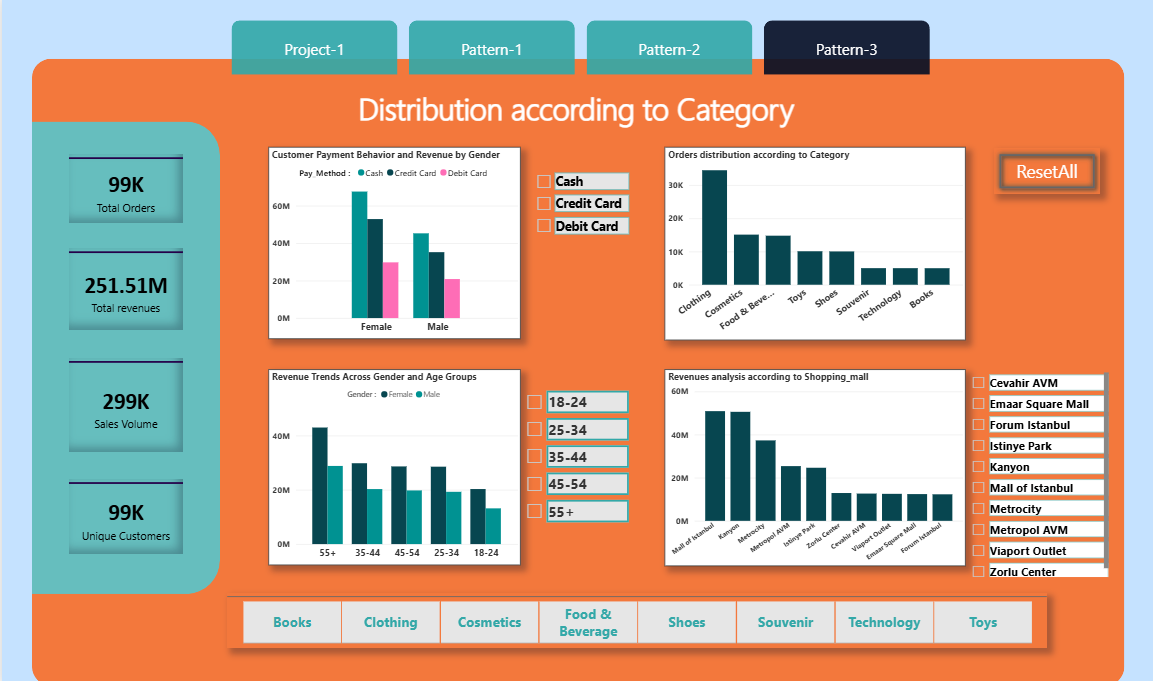 Project-1
Pattern-1
Pattern-2
Pattern-3
Distribution according to Category
99K
Total Orders
251.51M
Total revenues
299K
Sales Volume
99K
Unique Customers
Customer Payment Behavior and Revenue by Gender
Pay_Method : Cash Credit Card Debit Card
60M
40M
20M
0M
Female
Male
Cash
Credit Card
Debit Card
Orders distribution according to Category
30K
20K
10K
0K
Clothing
Cosmetics
Food & Beve...
Toys
Shoes
Souvenir
Technology
Books
ResetAll
Revenue Trends Across Gender and Age Groups
Gender : Female Male
40M
20M
0M
55+
35-44
45-54
25-34
18-24
18-24
25-34
35-44
45-54
55+
Revenues analysis according to Shopping_mall
60M
40M
20M
0M
Mall of Istanbul
Kanyon
Metrocity
Metropol AVM
Istinye Park
Zorlu Center
Cevahir AVM
Viaport Outlet
Emaar Square Mall
Forum Istanbul
Cevahir AVM
Emaar Square Mall
Forum Istanbul
Istinye Park
Kanyon
Mall of Istanbul
Metrocity
Metropol AVM
Viaport Outlet
Zorlu Center
Books
Clothing
Cosmetics
Food &
Beverage
Shoes
Souvenir
Technology
Toys